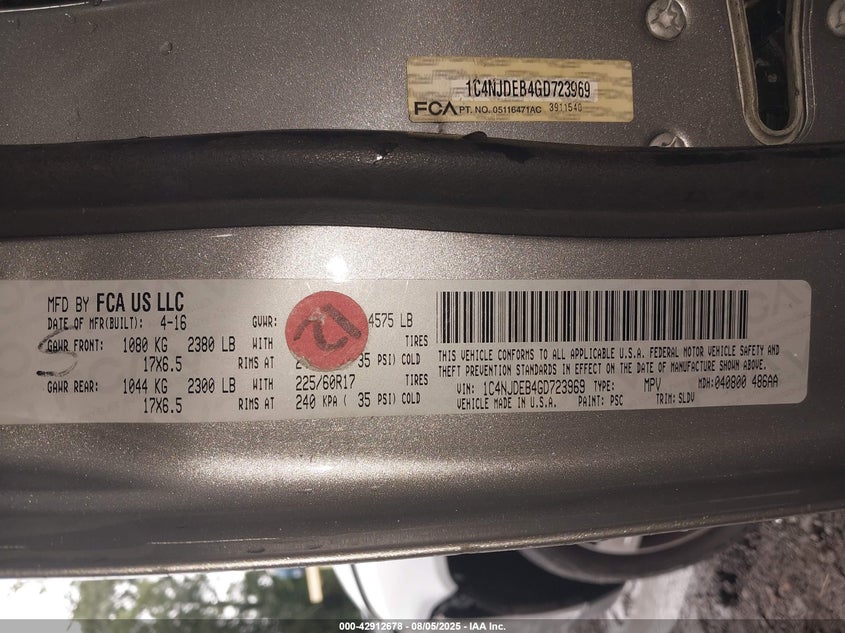 1C4NJDEB4GD723969
FCA PT. NO. 05116471AC 3911540
MFD BY FCA US LLC
DATE OF MFR(BUILT): 4-16 GVWR: 4575 LB
GAWR FRONT: 1080 KG 2380 LB WITH TIRES
17X6.5 RIMS AT 35 PSI) COLD
GAWR REAR: 1044 KG 2300 LB WITH 225/60R17 TIRES
17X6.5 RIMS AT 240 KPA ( 35 PSI) COLD
THIS VEHICLE CONFORMS TO ALL APPLICABLE U.S.A. FEDERAL MOTOR VEHICLE SAFETY AND
THEFT PREVENTION STANDARDS IN EFFECT ON THE DATE OF MANUFACTURE SHOWN ABOVE.
VIN: 1C4NJDEB4GD723969 TYPE: MPV MDH: 040800 486AA
VEHICLE MADE IN U.S.A. PAINT: PSC TRIM: SLDV
000-42912678 - 08/05/2025 - IAA Inc.